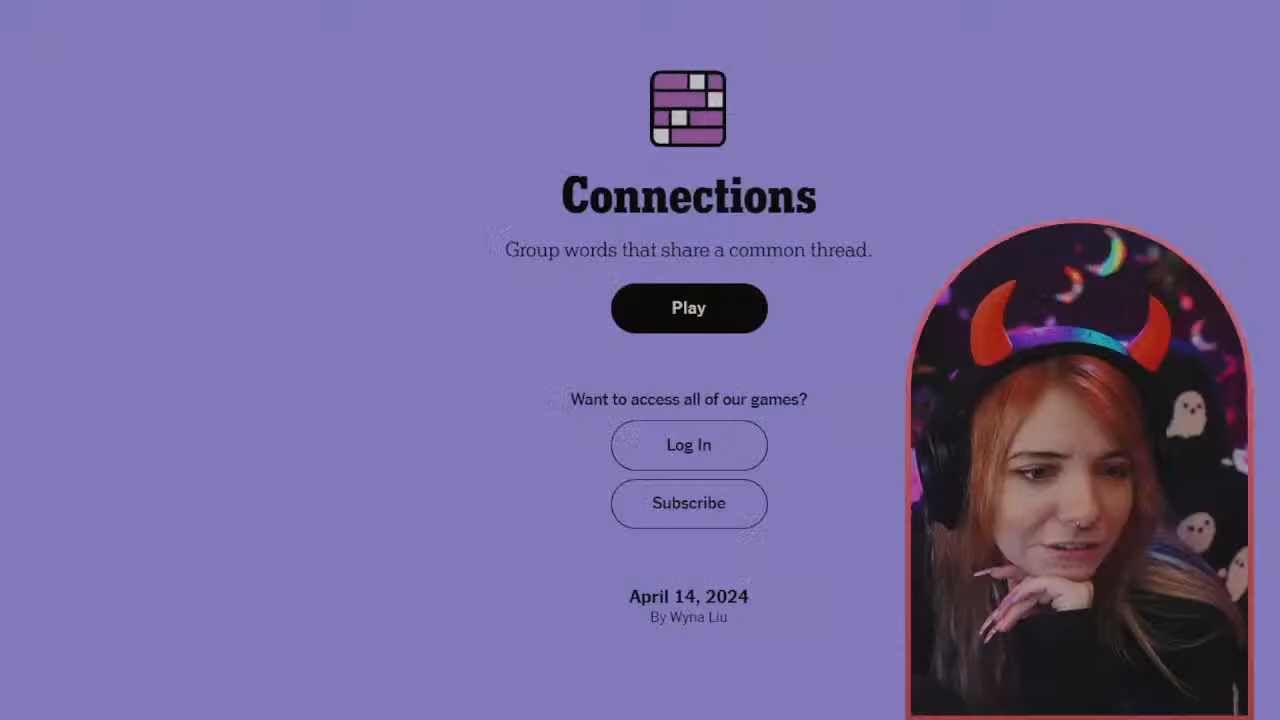 Connections
Group words that share a common thread.
Play
Want to access all of our games?
Log In
Subscribe
April 14, 2024
By Wyna Liu